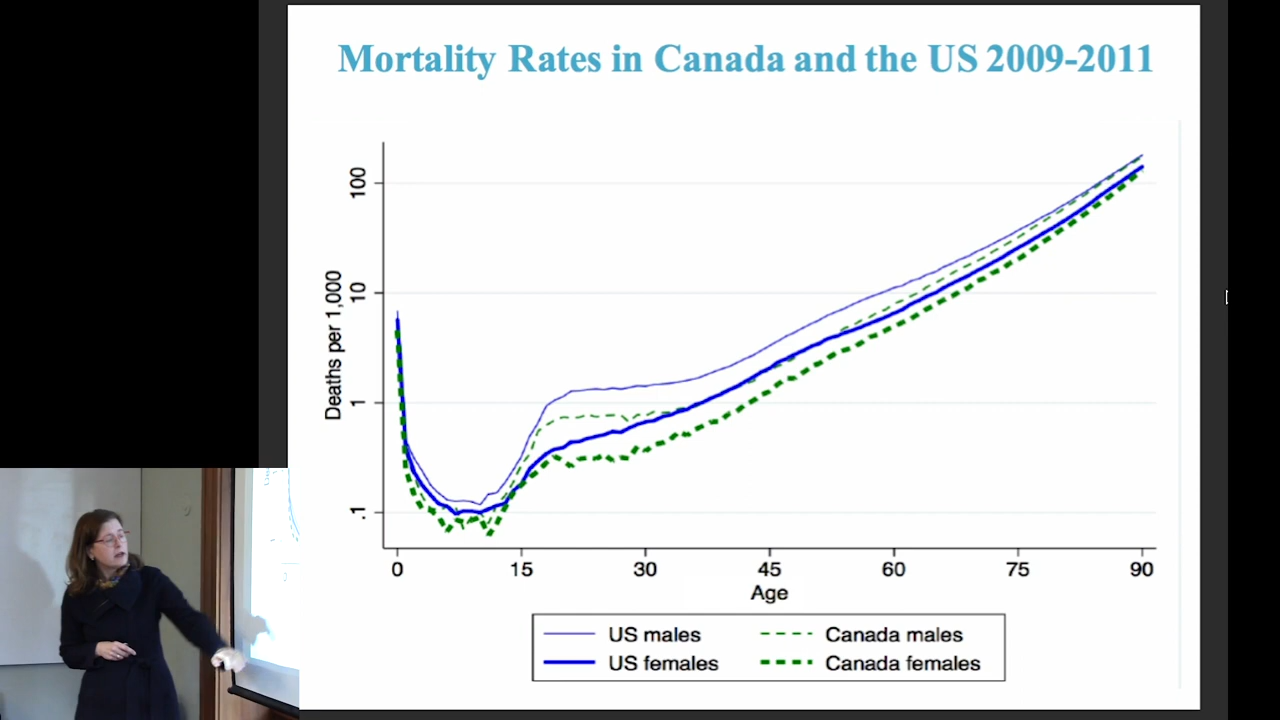 Mortality Rates in Canada and the US 2009-2011
Deaths per 1,000
100
10
1
.1
0 15 30 45 60 75 90
Age
US males Canada males
US females Canada females